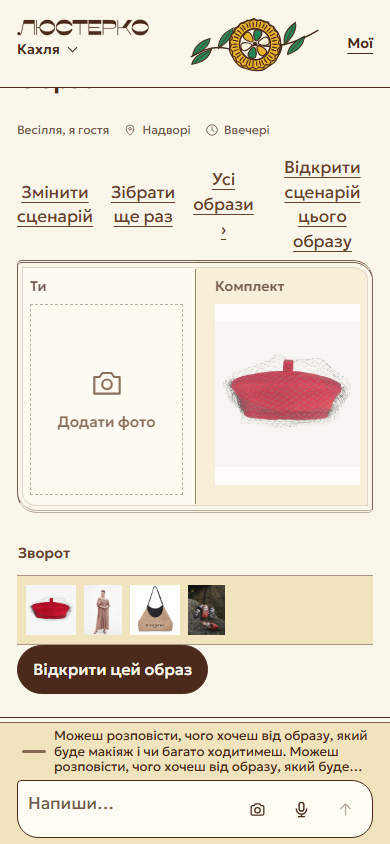 ЛЮСТЕРКО
Кахля
Мої
Весілля, я гостя
Надворі
Ввечері
Змінити
сценарій
Зібрати
ще раз
Усі
образи
›
Відкрити
сценарій
цього
образу
Ти
Комплект
Додати фото
Зворот
Відкрити цей образ
Можеш розповісти, чого хочеш від образу, який
буде макіяж і чи багато ходитимеш. Можеш
розповісти, чого хочеш від образу, який буде…
Напиши…